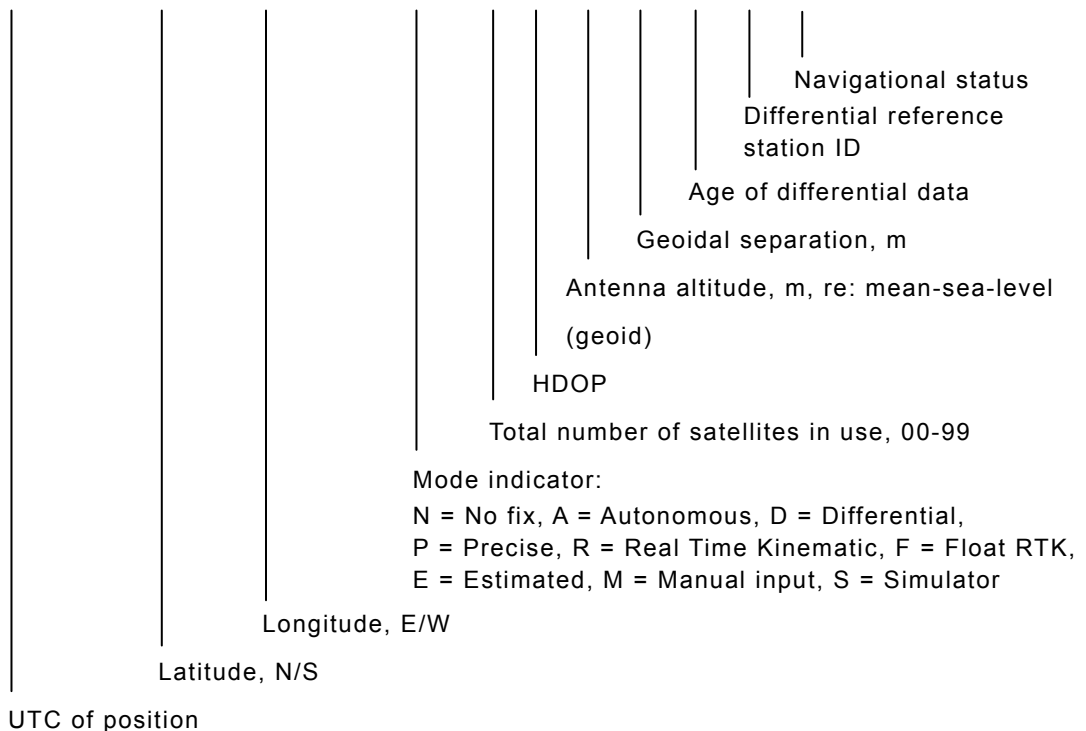 Navigational status
Differential reference
station ID
Age of differential data
Geoidal separation, m
Antenna altitude, m, re: mean-sea-level
(geoid)
HDOP
Total number of satellites in use, 00-99
Mode indicator:
N = No fix, A = Autonomous, D = Differential,
P = Precise, R = Real Time Kinematic, F = Float RTK,
E = Estimated, M = Manual input, S = Simulator
Longitude, E/W
Latitude, N/S
UTC of position